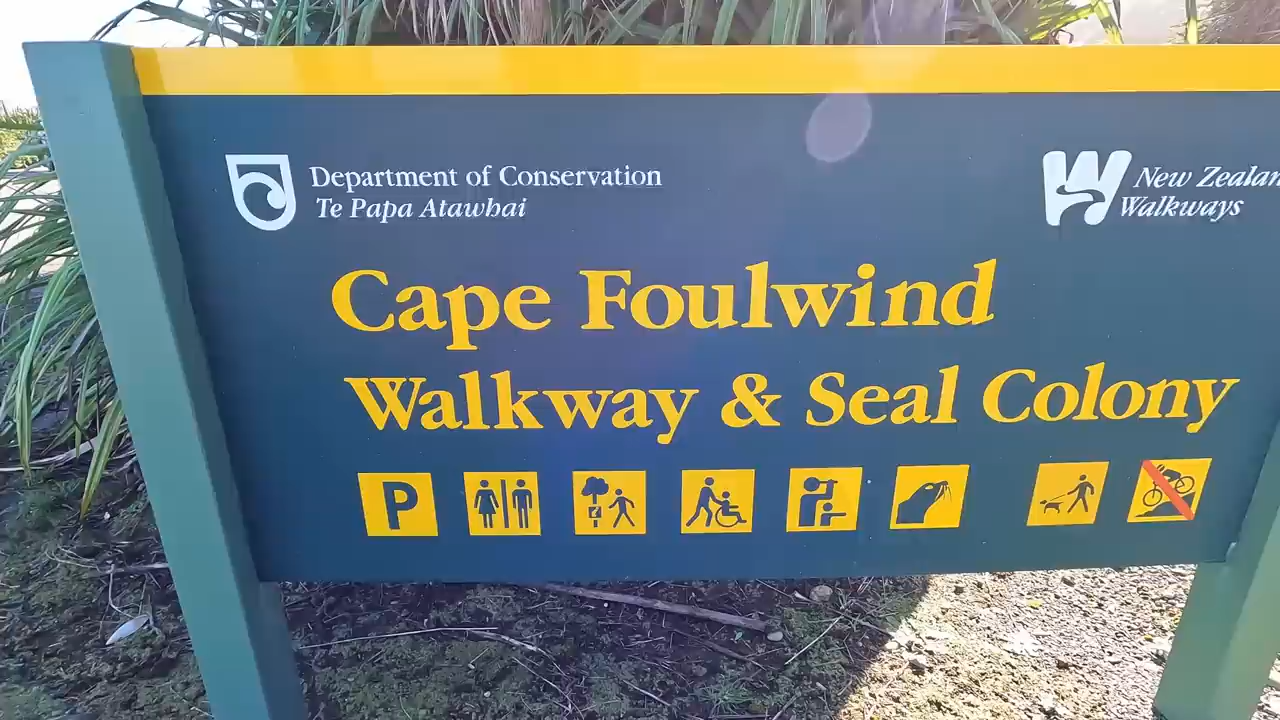 Department of Conservation
Te Papa Atawhai
New Zealan
Walkways
Cape Foulwind
Walkway & Seal Colony
P